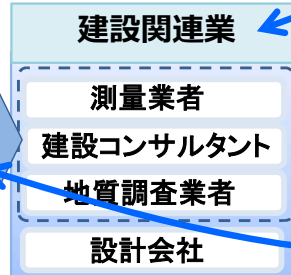 建設関連業
測量業者
建設コンサルタント
地質調査業者
設計会社